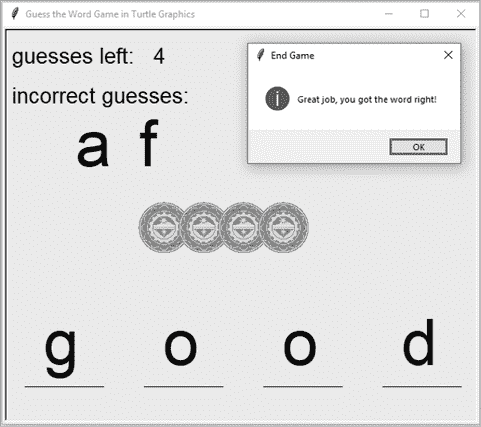 Guess the Word Game in Turtle Graphics
guesses left: 4
incorrect guesses:
a f
End Game
Great job, you got the word right!
OK
g o o d